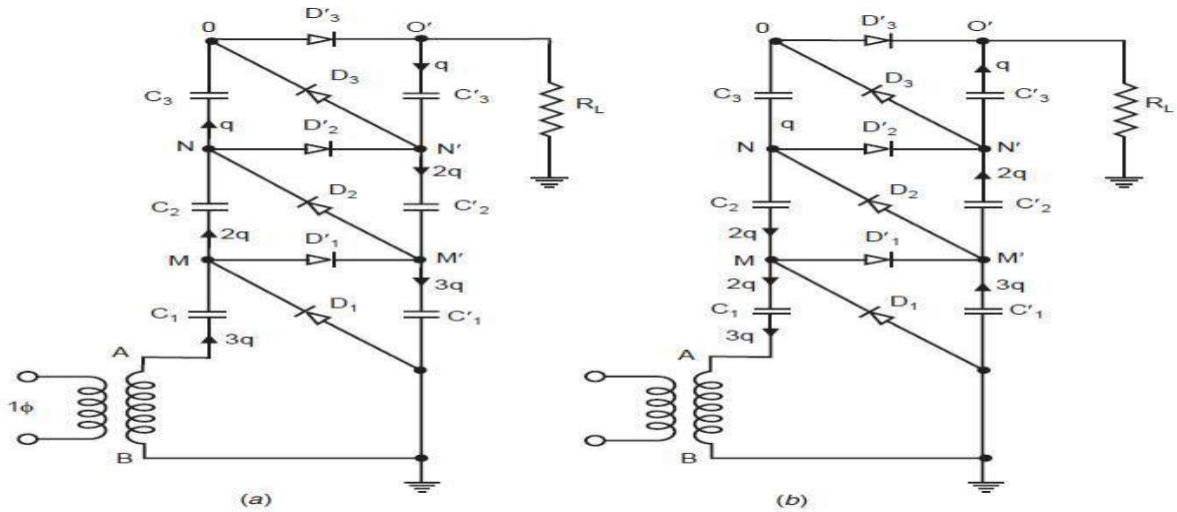 D'₃
0
O'
q
C₃
D₃
C'₃
R_L
q
D'₂
N
N'
2q
C₂
D₂
C'₂
2q
D'₁
M
M'
3q
C₁
D₁
C'₁
3q
A
1ϕ
B
(a)
D'₃
0
O'
q
C₃
D₃
C'₃
R_L
q
D'₂
N
N'
2q
C₂
D₂
C'₂
2q
D'₁
M
M'
2q
3q
C₁
D₁
C'₁
3q
A
B
(b)